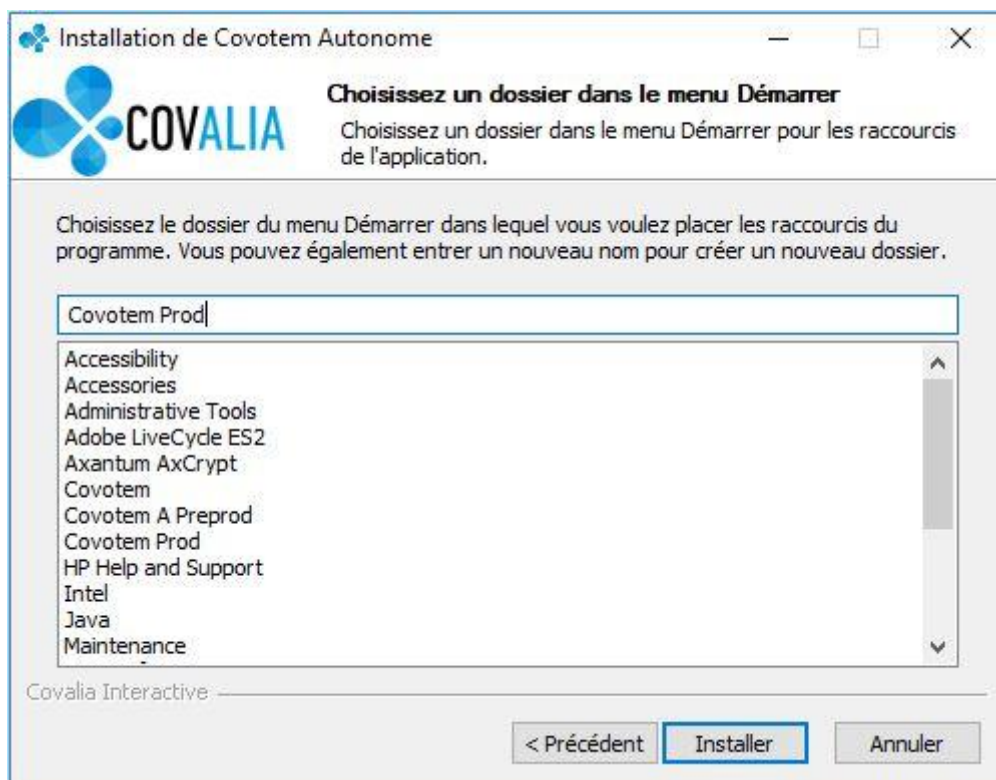 Installation de Covotem Autonome
COVALIA
Choisissez un dossier dans le menu Démarrer
Choisissez un dossier dans le menu Démarrer pour les raccourcis
de l'application.
Choisissez le dossier du menu Démarrer dans lequel vous voulez placer les raccourcis du
programme. Vous pouvez également entrer un nouveau nom pour créer un nouveau dossier.
Covotem Prod
Accessibility
Accessories
Administrative Tools
Adobe LiveCycle ES2
Axantum AxCrypt
Covotem
Covotem A Preprod
Covotem Prod
HP Help and Support
Intel
Java
Maintenance
Covalia Interactive
< Précédent
Installer
Annuler